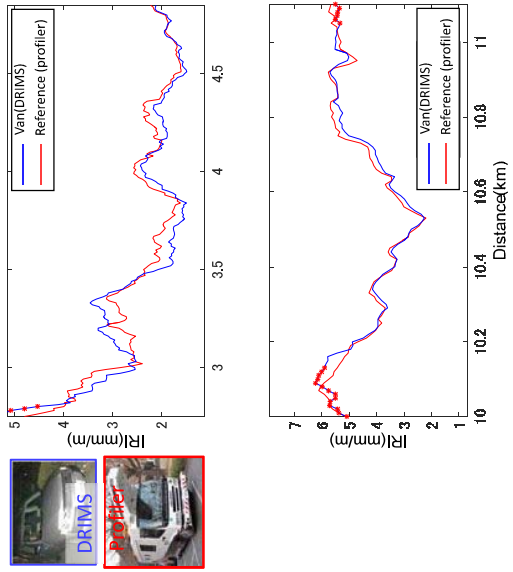 DRIMS
Profiler
IRI(mm/m)
5
4
3
2
3
3.5
4
4.5
Van(DRIMS)
Reference (profiler)
IRI(mm/m)
7
6
5
4
3
2
1
10
10.2
10.4
10.6
10.8
11
Distance(km)
Van(DRIMS)
Reference (profiler)